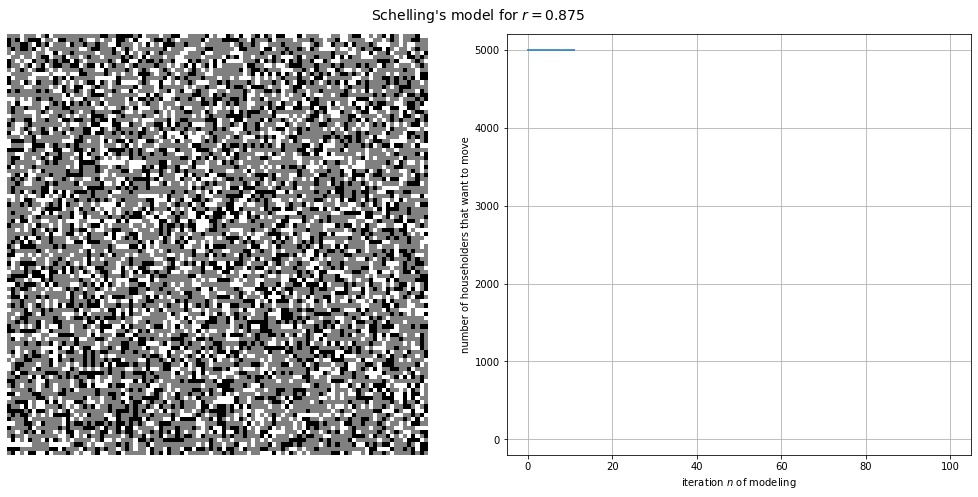 Schelling's model for r = 0.875
number of householders that want to move
5000
4000
3000
2000
1000
0
0 20 40 60 80 100
iteration n of modeling